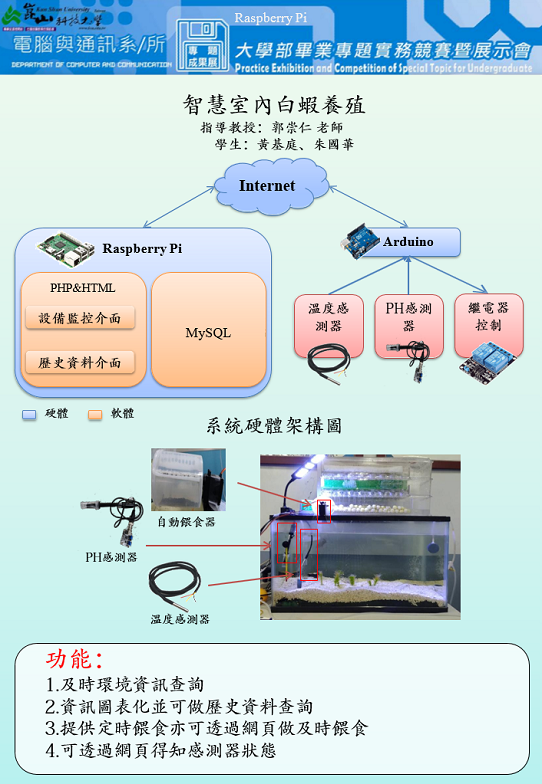 崑山科技大學
Kun Shan University
Raspberry Pi
電腦與通訊系/所
DEPARTMENT OF COMPUTER AND COMMUNICATION
專題
成果展
大學部畢業專題實務競賽暨展示會
Practice Exhibition and Competition of Special Topic for Undergraduate
智慧室內白蝦養殖
指導教授：郭崇仁 老師
學生：黃基庭、朱國華
Internet
Raspberry Pi
Arduino
PHP&HTML
設備監控介面
歷史資料介面
MySQL
溫度感
測器
PH感測
器
繼電器
控制
硬體
軟體
系統硬體架構圖
自動餵食器
PH感測器
溫度感測器
功能：
1.及時環境資訊查詢
2.資訊圖表化並可做歷史資料查詢
3.提供定時餵食亦可透過網頁做及時餵食
4.可透過網頁得知感測器狀態